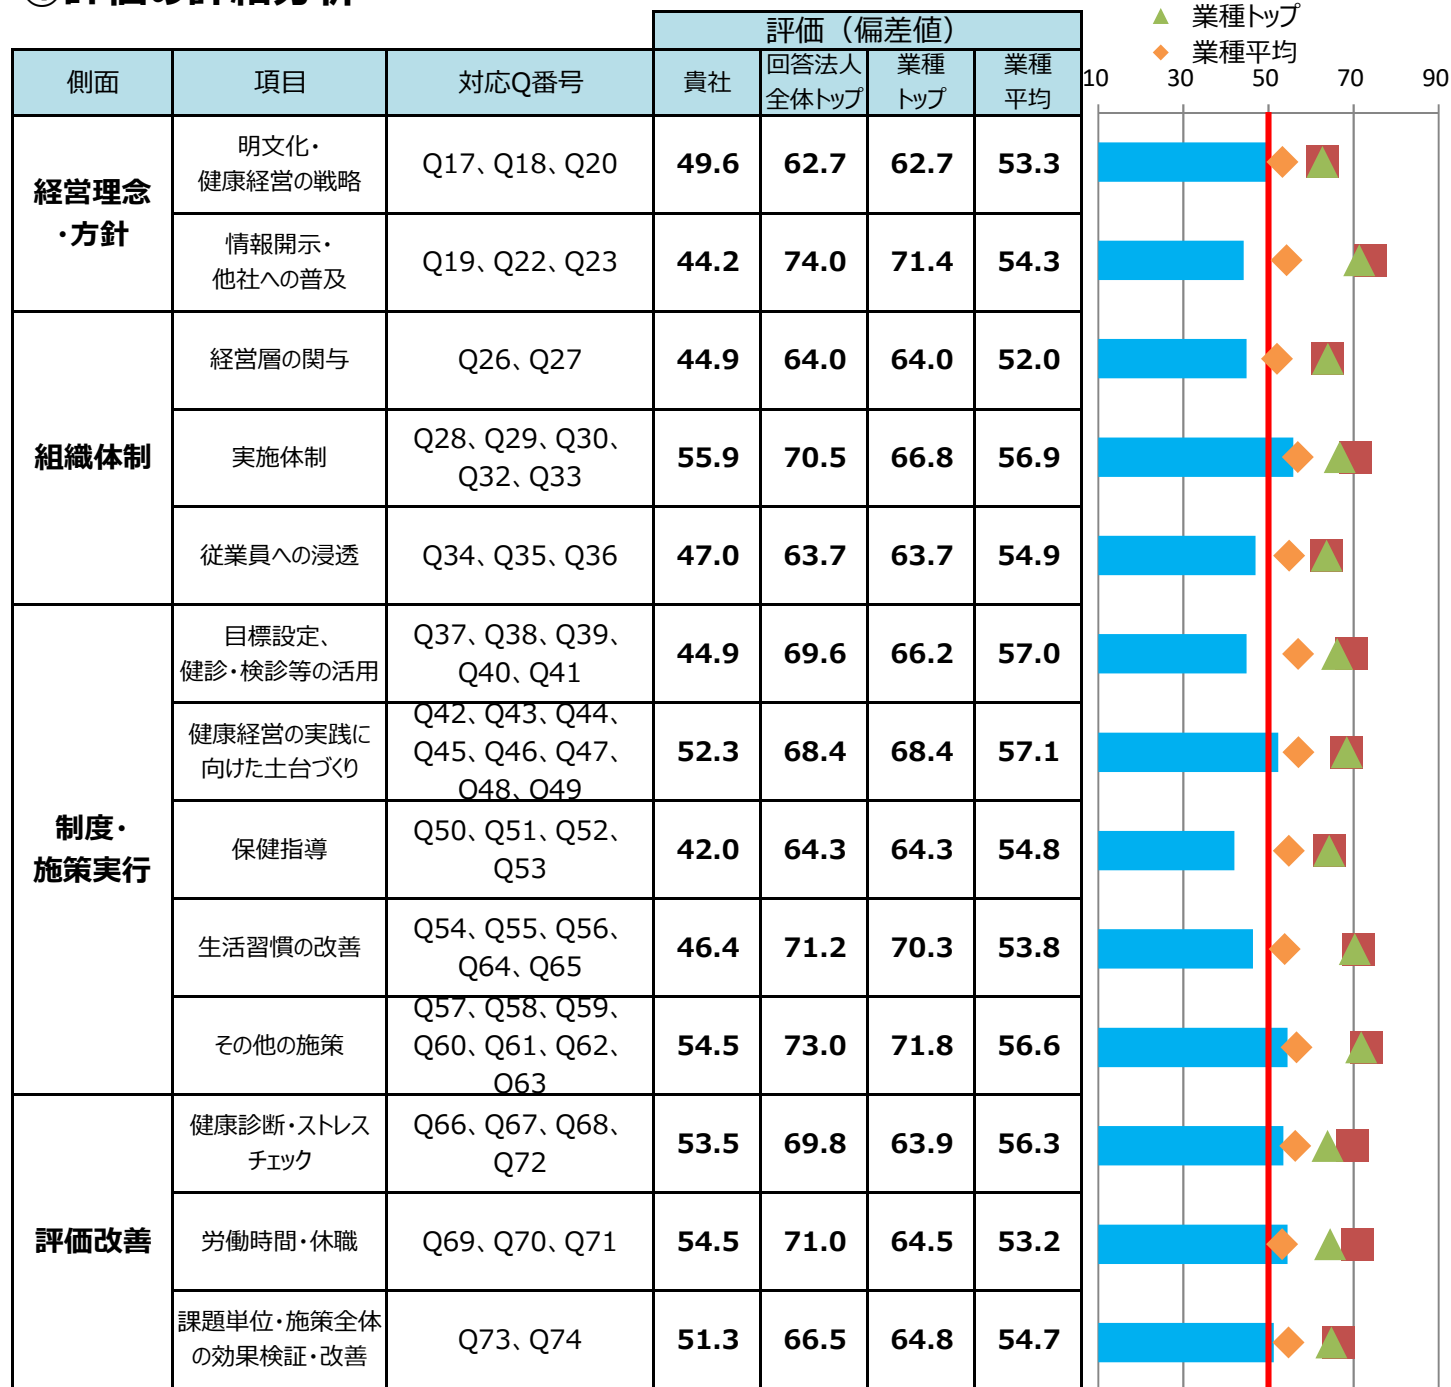 ①評価の詳細分析
▲ 業種トップ
◆ 業種平均
評価（偏差値）
側面 項目 対応Q番号 貴社 回答法人全体トップ 業種トップ 業種平均
10 30 50 70 90
経営理念・方針
明文化・健康経営の戦略 Q17、Q18、Q20 49.6 62.7 62.7 53.3
情報開示・他社への普及 Q19、Q22、Q23 44.2 74.0 71.4 54.3
組織体制
経営層の関与 Q26、Q27 44.9 64.0 64.0 52.0
実施体制 Q28、Q29、Q30、Q32、Q33 55.9 70.5 66.8 56.9
従業員への浸透 Q34、Q35、Q36 47.0 63.7 63.7 54.9
制度・施策実行
目標設定、健診・検診等の活用 Q37、Q38、Q39、Q40、Q41 44.9 69.6 66.2 57.0
健康経営の実践に向けた土台づくり Q42、Q43、Q44、Q45、Q46、Q47、Q48、Q49 52.3 68.4 68.4 57.1
保健指導 Q50、Q51、Q52、Q53 42.0 64.3 64.3 54.8
生活習慣の改善 Q54、Q55、Q56、Q64、Q65 46.4 71.2 70.3 53.8
その他の施策 Q57、Q58、Q59、Q60、Q61、Q62、Q63 54.5 73.0 71.8 56.6
評価改善
健康診断・ストレスチェック Q66、Q67、Q68、Q72 53.5 69.8 63.9 56.3
労働時間・休職 Q69、Q70、Q71 54.5 71.0 64.5 53.2
課題単位・施策全体の効果検証・改善 Q73、Q74 51.3 66.5 64.8 54.7